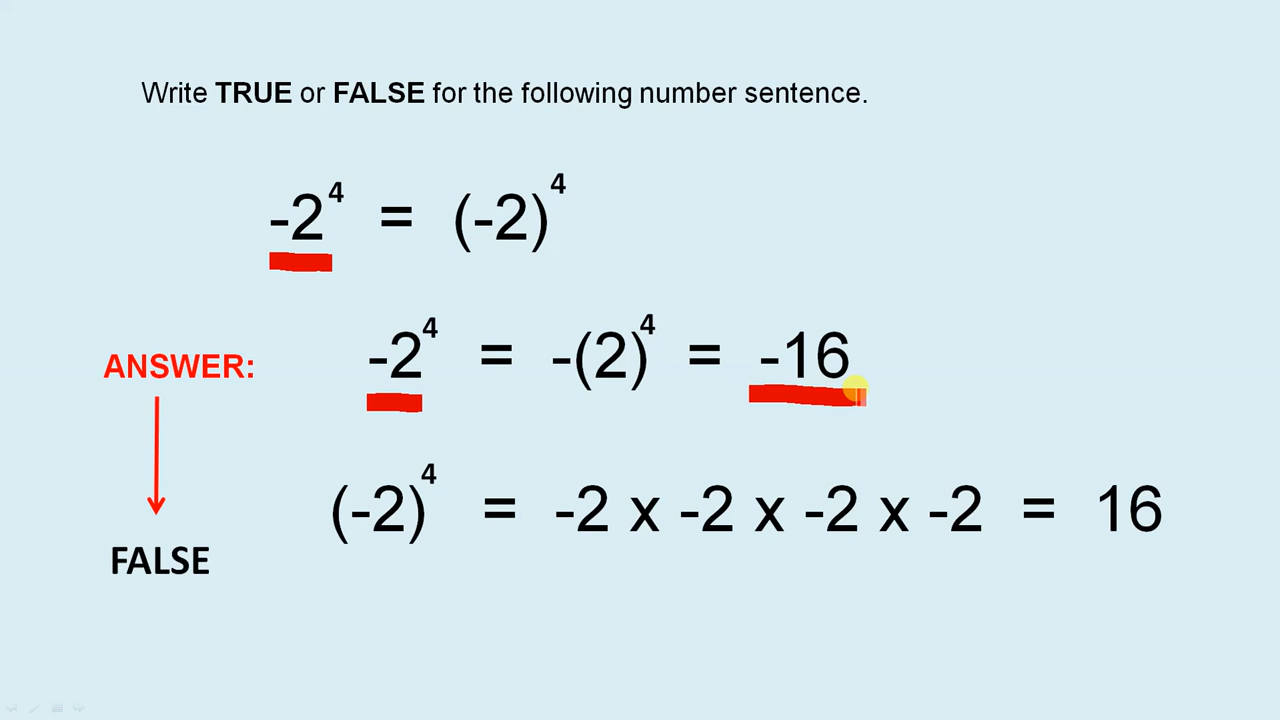 Write TRUE or FALSE for the following number sentence.
-2⁴ = (-2)⁴
ANSWER: -2⁴ = -(2)⁴ = -16
(-2)⁴ = -2 x -2 x -2 x -2 = 16
FALSE